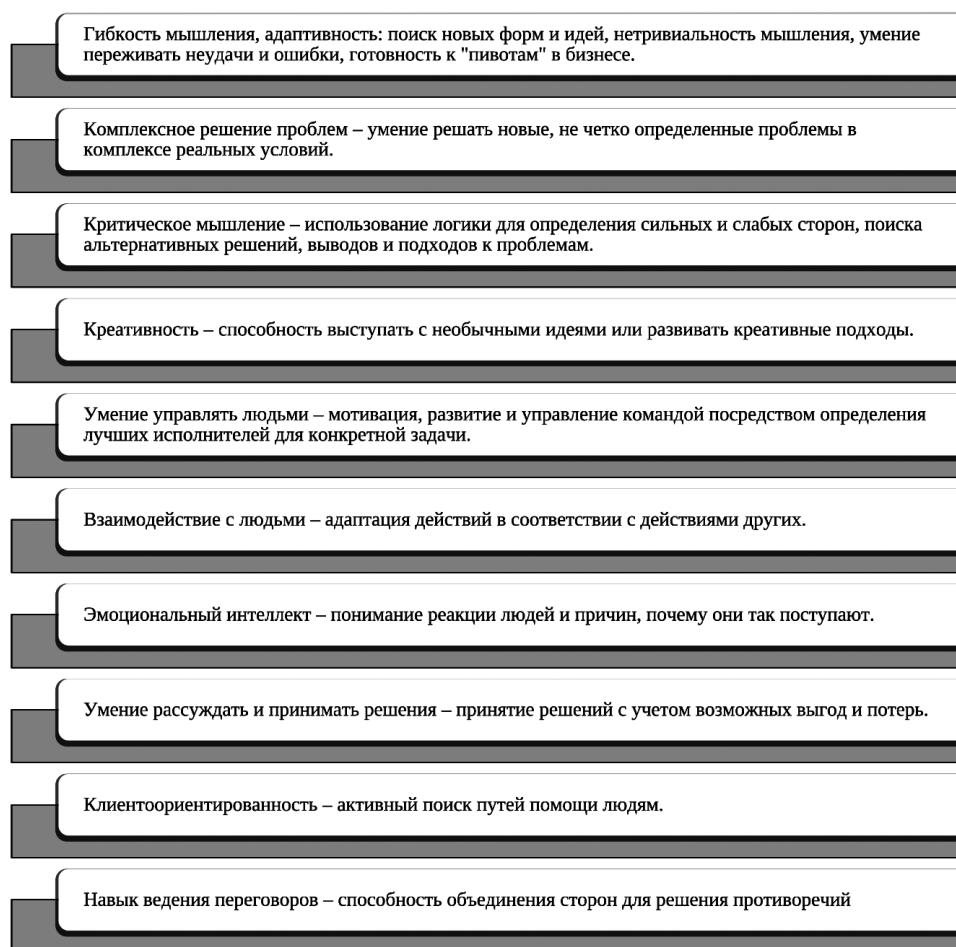 Гибкость мышления, адаптивность: поиск новых форм и идей, нетривиальность мышления, умение
переживать неудачи и ошибки, готовность к "пивотам" в бизнесе.
Комплексное решение проблем – умение решать новые, не четко определенные проблемы в
комплексе реальных условий.
Критическое мышление – использование логики для определения сильных и слабых сторон, поиска
альтернативных решений, выводов и подходов к проблемам.
Креативность – способность выступать с необычными идеями или развивать креативные подходы.
Умение управлять людьми – мотивация, развитие и управление командой посредством определения
лучших исполнителей для конкретной задачи.
Взаимодействие с людьми – адаптация действий в соответствии с действиями других.
Эмоциональный интеллект – понимание реакции людей и причин, почему они так поступают.
Умение рассуждать и принимать решения – принятие решений с учетом возможных выгод и потерь.
Клиентоориентированность – активный поиск путей помощи людям.
Навык ведения переговоров – способность объединения сторон для решения противоречий